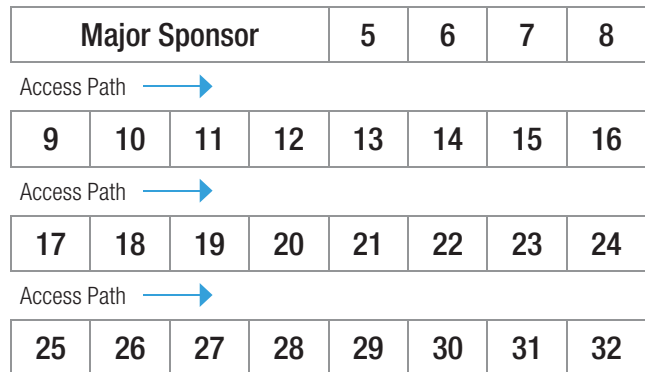 Major Sponsor 5 6 7 8
Access Path
9 10 11 12 13 14 15 16
Access Path
17 18 19 20 21 22 23 24
Access Path
25 26 27 28 29 30 31 32